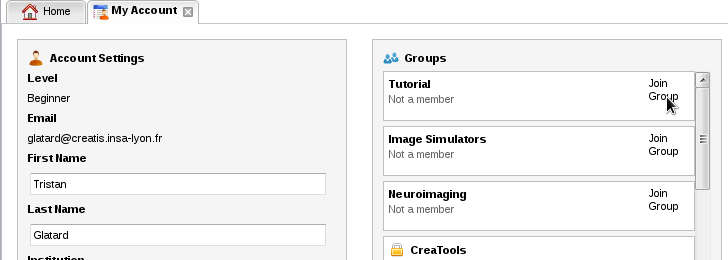 Home
My Account
Account Settings
Level
Beginner
Email
glatard@creatis.insa-lyon.fr
First Name
Tristan
Last Name
Glatard
Institution
Groups
Tutorial
Not a member
Join
Group
Image Simulators
Not a member
Join
Group
Neuroimaging
Not a member
Join
Group
CreaTools